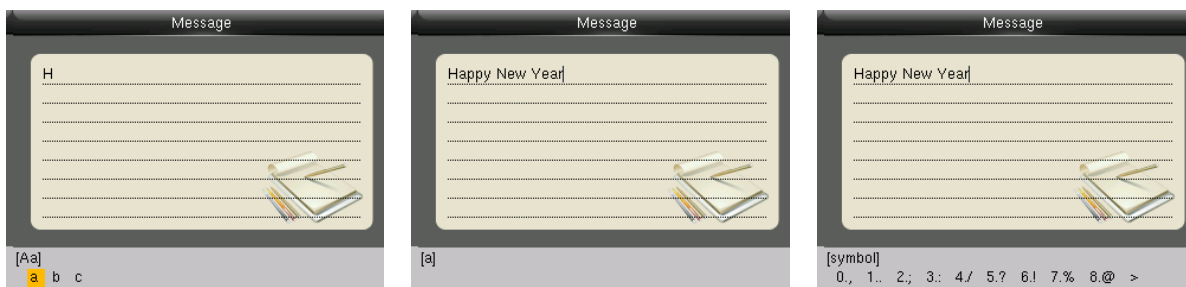 Message
H
[Aa]
a b c
Message
Happy New Year
[a]
Message
Happy New Year
[symbol]
0., 1.. 2.; 3.: 4./ 5.? 6.! 7.% 8.@ >